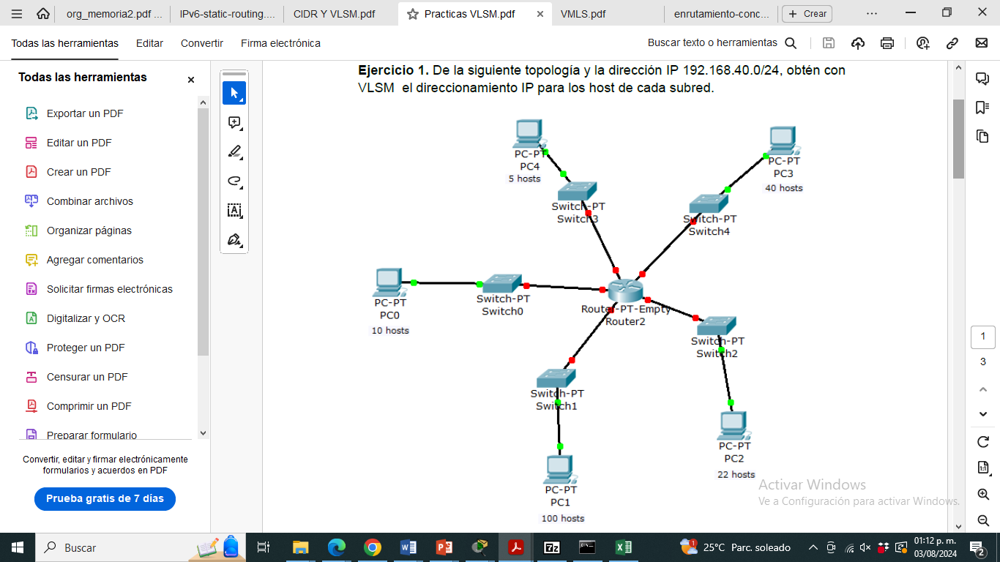 org_memoria2.pdf ...
IPv6-static-routing....
CIDR Y VLSM.pdf
Practicas VLSM.pdf
VMLS.pdf
enrutamiento-conc...
Crear
Todas las herramientas
Editar
Convertir
Firma electrónica
Buscar texto o herramientas
Todas las herramientas
Exportar un PDF
Editar un PDF
Crear un PDF
Combinar archivos
Organizar páginas
Agregar comentarios
Solicitar firmas electrónicas
Digitalizar y OCR
Proteger un PDF
Censurar un PDF
Comprimir un PDF
Preparar formulario
Convertir, editar y firmar electrónicamente
formularios y acuerdos en PDF
Prueba gratis de 7 días
Ejercicio 1. De la siguiente topología y la dirección IP 192.168.40.0/24, obtén con
VLSM el direccionamiento IP para los host de cada subred.
PC-PT
PC4
5 hosts
Switch-PT
Switch3
PC-PT
PC3
40 hosts
Switch-PT
Switch4
PC-PT
PC0
10 hosts
Switch-PT
Switch0
Router-PT-Empty
Router2
Switch-PT
Switch2
Switch-PT
Switch1
PC-PT
PC2
22 hosts
PC-PT
PC1
100 hosts
Activar Windows
Ve a Configuración para activar Windows.
1
3
1:1
Buscar
7z
1
25°C Parc. soleado
01:12 p. m.
03/08/2024
2